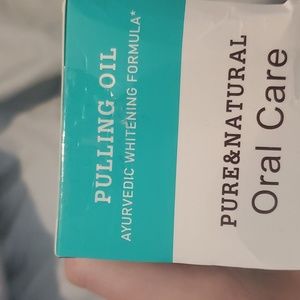 PULLING OIL
AYURVEDIC WHITENING FORMULA*
PURE&NATURAL
Oral Care